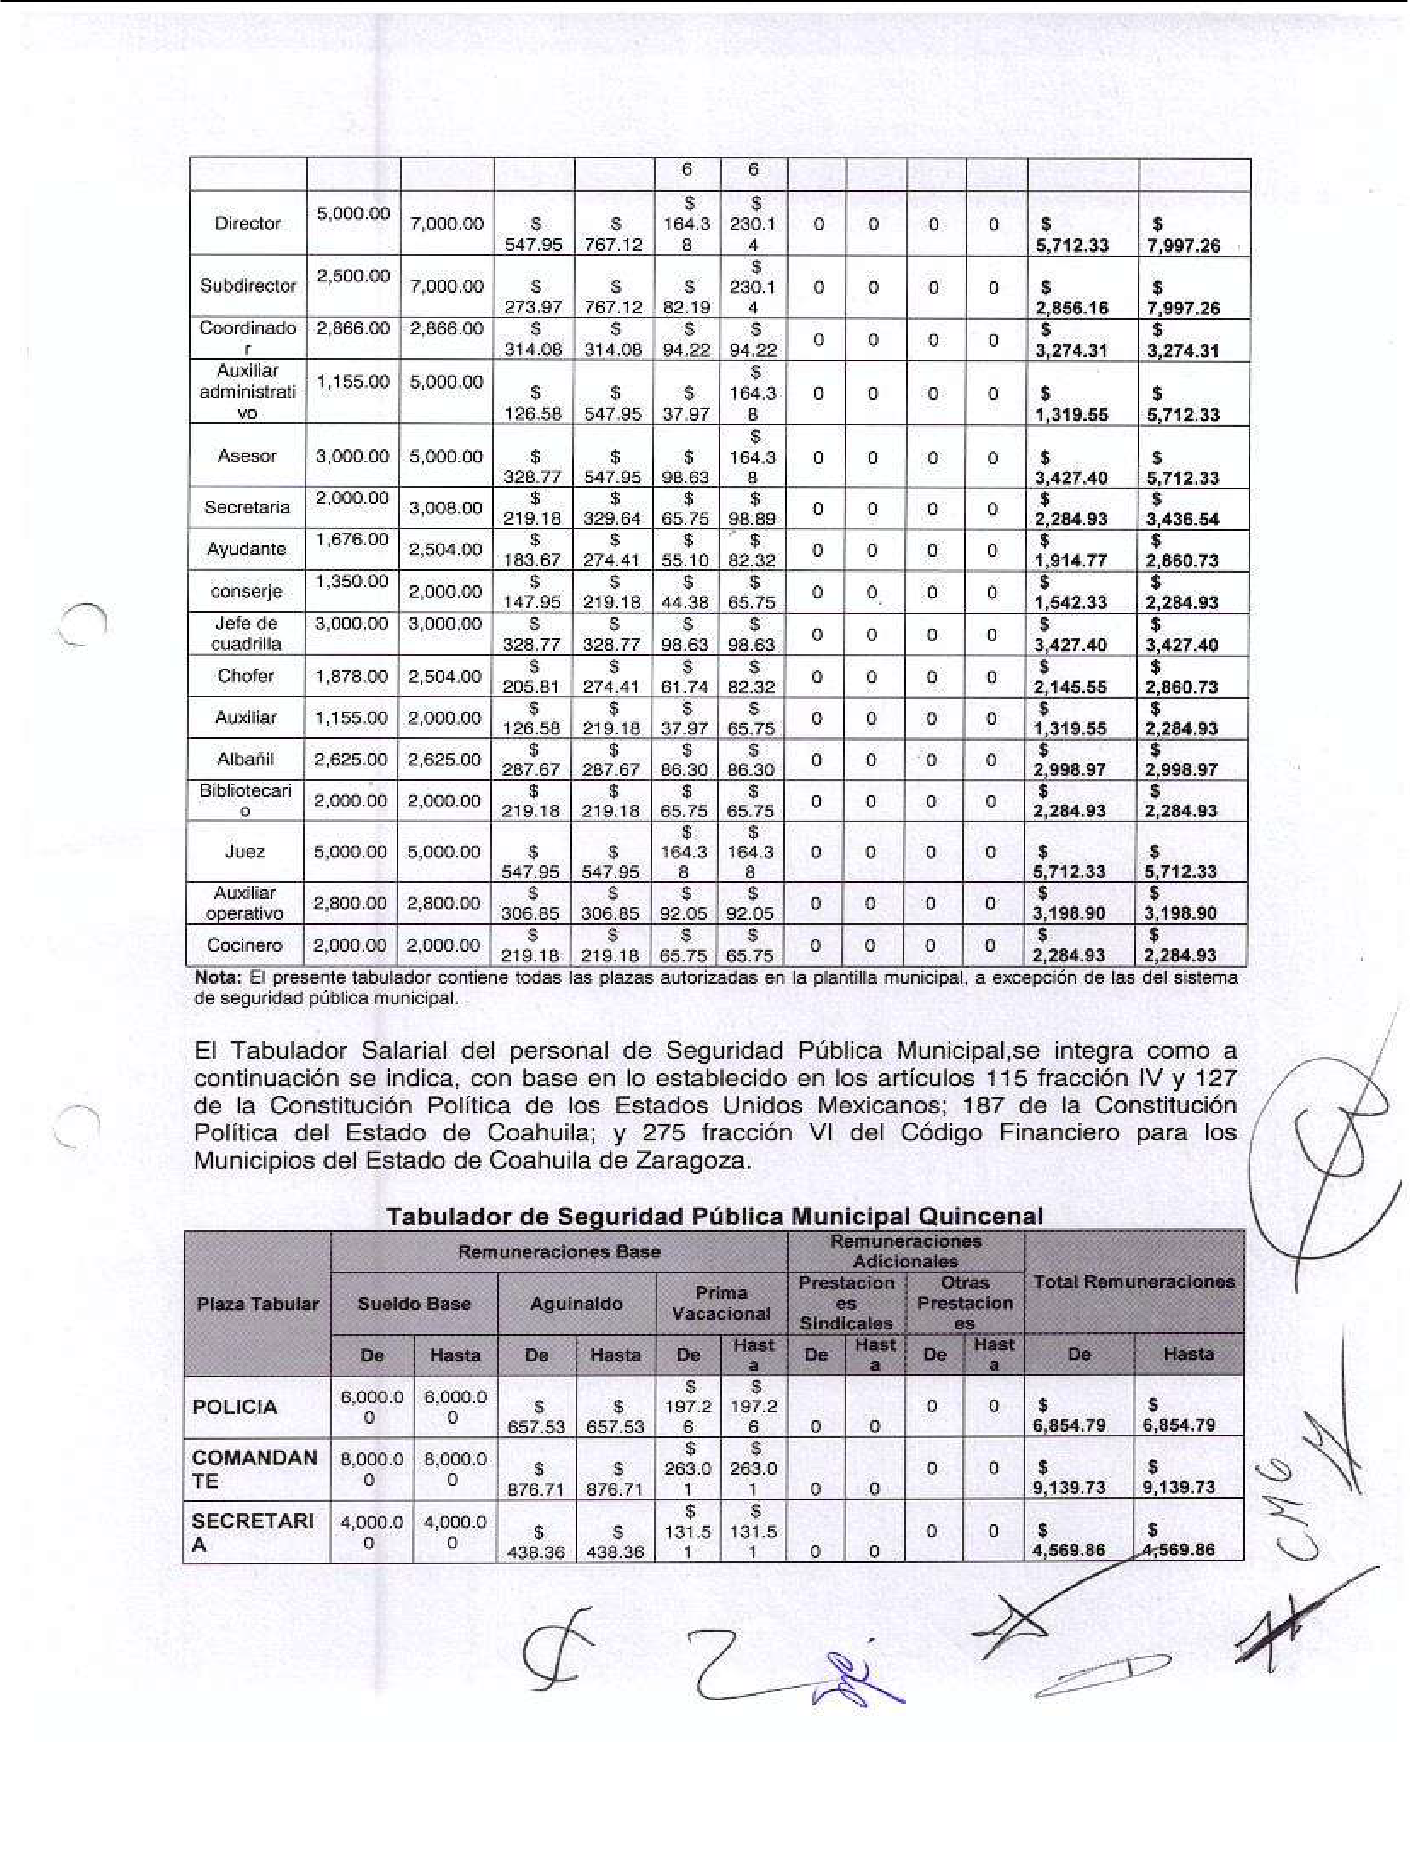 6 6
Director 5,000.00 7,000.00 $ 547.95 $ 767.12 $ 164.38 $ 230.14 0 0 0 0 $ 5,712.33 $ 7,997.26
Subdirector 2,500.00 7,000.00 $ 273.97 $ 767.12 $ 82.19 $ 230.14 0 0 0 0 $ 2,856.16 $ 7,997.26
Coordinador 2,866.00 2,866.00 $ 314.08 $ 314.08 $ 94.22 $ 94.22 0 0 0 0 $ 3,274.31 $ 3,274.31
Auxiliar administrativo 1,155.00 5,000.00 $ 126.58 $ 547.95 $ 37.97 $ 164.38 0 0 0 0 $ 1,319.55 $ 5,712.33
Asesor 3,000.00 5,000.00 $ 328.77 $ 547.95 $ 98.63 $ 164.38 0 0 0 0 $ 3,427.40 $ 5,712.33
Secretaria 2,000.00 3,008.00 $ 219.18 $ 329.64 $ 65.75 $ 98.89 0 0 0 0 $ 2,284.93 $ 3,436.54
Ayudante 1,676.00 2,504.00 $ 183.67 $ 274.41 $ 55.10 $ 82.32 0 0 0 0 $ 1,914.77 $ 2,860.73
conserje 1,350.00 2,000.00 $ 147.95 $ 219.18 $ 44.38 $ 65.75 0 0 0 0 $ 1,542.33 $ 2,284.93
Jefe de cuadrilla 3,000.00 3,000.00 $ 328.77 $ 328.77 $ 98.63 $ 98.63 0 0 0 0 $ 3,427.40 $ 3,427.40
Chofer 1,878.00 2,504.00 $ 205.81 $ 274.41 $ 61.74 $ 82.32 0 0 0 0 $ 2,145.55 $ 2,860.73
Auxiliar 1,155.00 2,000.00 $ 126.58 $ 219.18 $ 37.97 $ 65.75 0 0 0 0 $ 1,319.55 $ 2,284.93
Albañil 2,625.00 2,625.00 $ 287.67 $ 287.67 $ 86.30 $ 86.30 0 0 0 0 $ 2,998.97 $ 2,998.97
Bibliotecario 2,000.00 2,000.00 $ 219.18 $ 219.18 $ 65.75 $ 65.75 0 0 0 0 $ 2,284.93 $ 2,284.93
Juez 5,000.00 5,000.00 $ 547.95 $ 547.95 $ 164.38 $ 164.38 0 0 0 0 $ 5,712.33 $ 5,712.33
Auxiliar operativo 2,800.00 2,800.00 $ 306.85 $ 306.85 $ 92.05 $ 92.05 0 0 0 0 $ 3,198.90 $ 3,198.90
Cocinero 2,000.00 2,000.00 $ 219.18 $ 219.18 $ 65.75 $ 65.75 0 0 0 0 $ 2,284.93 $ 2,284.93
Nota: El presente tabulador contiene todas las plazas autorizadas en la plantilla municipal, a excepción de las del sistema
de seguridad pública municipal.
El Tabulador Salarial del personal de Seguridad Pública Municipal,se integra como a
continuación se indica, con base en lo establecido en los artículos 115 fracción IV y 127
de la Constitución Política de los Estados Unidos Mexicanos; 187 de la Constitución
Política del Estado de Coahuila; y 275 fracción VI del Código Financiero para los
Municipios del Estado de Coahuila de Zaragoza.
Tabulador de Seguridad Pública Municipal Quincenal
Plaza Tabular Remuneraciones Base Remuneraciones Adicionales Total Remuneraciones
Sueldo Base Aguinaldo Prima Vacacional Prestaciones Sindicales Otras Prestaciones
De Hasta De Hasta De Hasta De Hasta De Hasta De Hasta
POLICIA 6,000.00 6,000.00 $ 657.53 $ 657.53 $ 197.26 $ 197.26 0 0 0 0 $ 6,854.79 $ 6,854.79
COMANDANTE 8,000.00 8,000.00 $ 876.71 $ 876.71 $ 263.01 $ 263.01 0 0 0 0 $ 9,139.73 $ 9,139.73
SECRETARIA 4,000.00 4,000.00 $ 438.36 $ 438.36 $ 131.51 $ 131.51 0 0 0 0 $ 4,569.86 $ 4,569.86